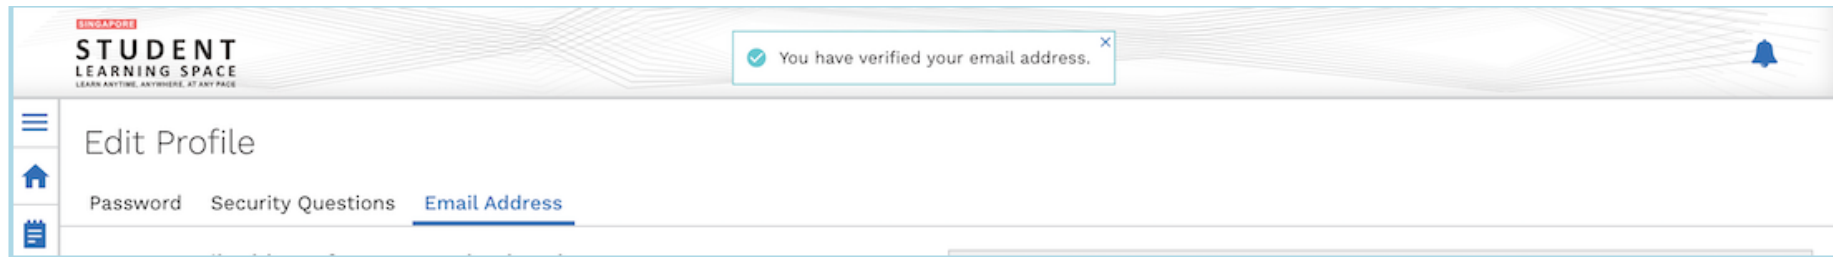 SINGAPORE
STUDENT
LEARNING SPACE
LEARN ANYTIME, ANYWHERE, AT ANY PACE
You have verified your email address.
Edit Profile
Password Security Questions Email Address